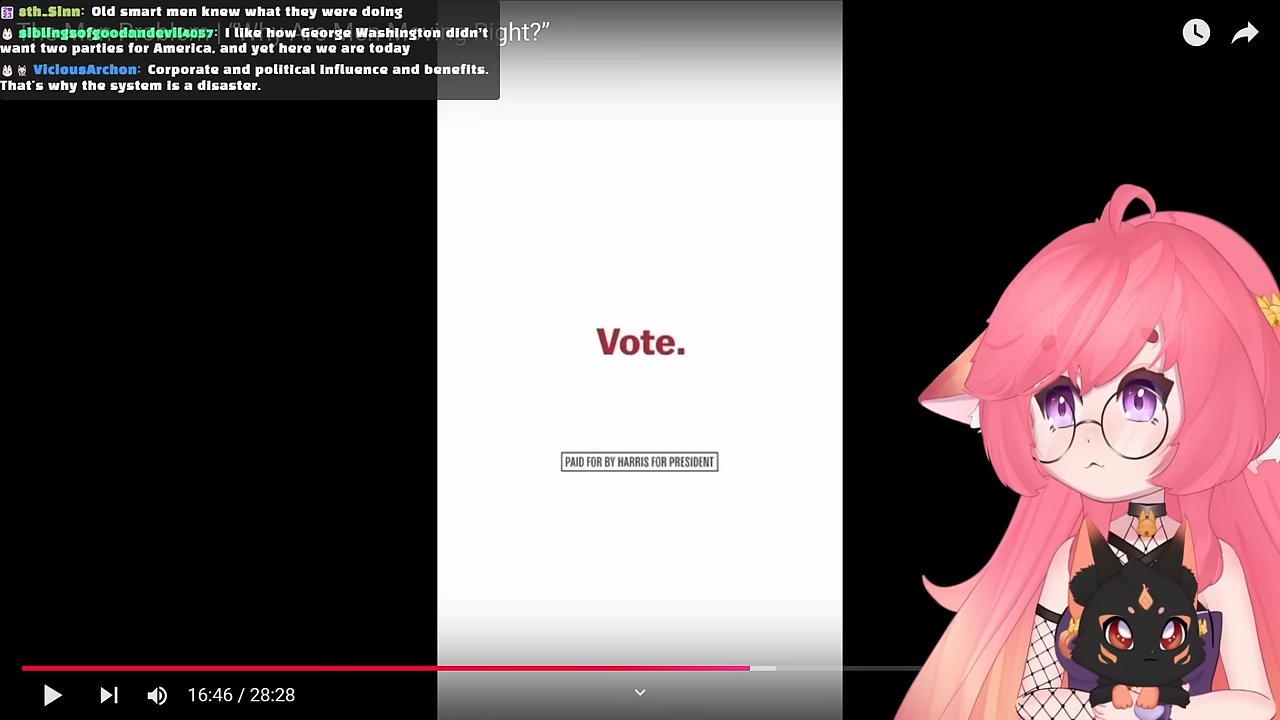 sth_Sinn: Old smart men knew what they were doing
siblingsofgoodandevil4057: I like how George Washington didn't
want two parties for America, and yet here we are today
ght?”
ViciousArchon: Corporate and political influence and benefits.
That's why the system is a disaster.
Vote.
PAID FOR BY HARRIS FOR PRESIDENT
16:46 / 28:28